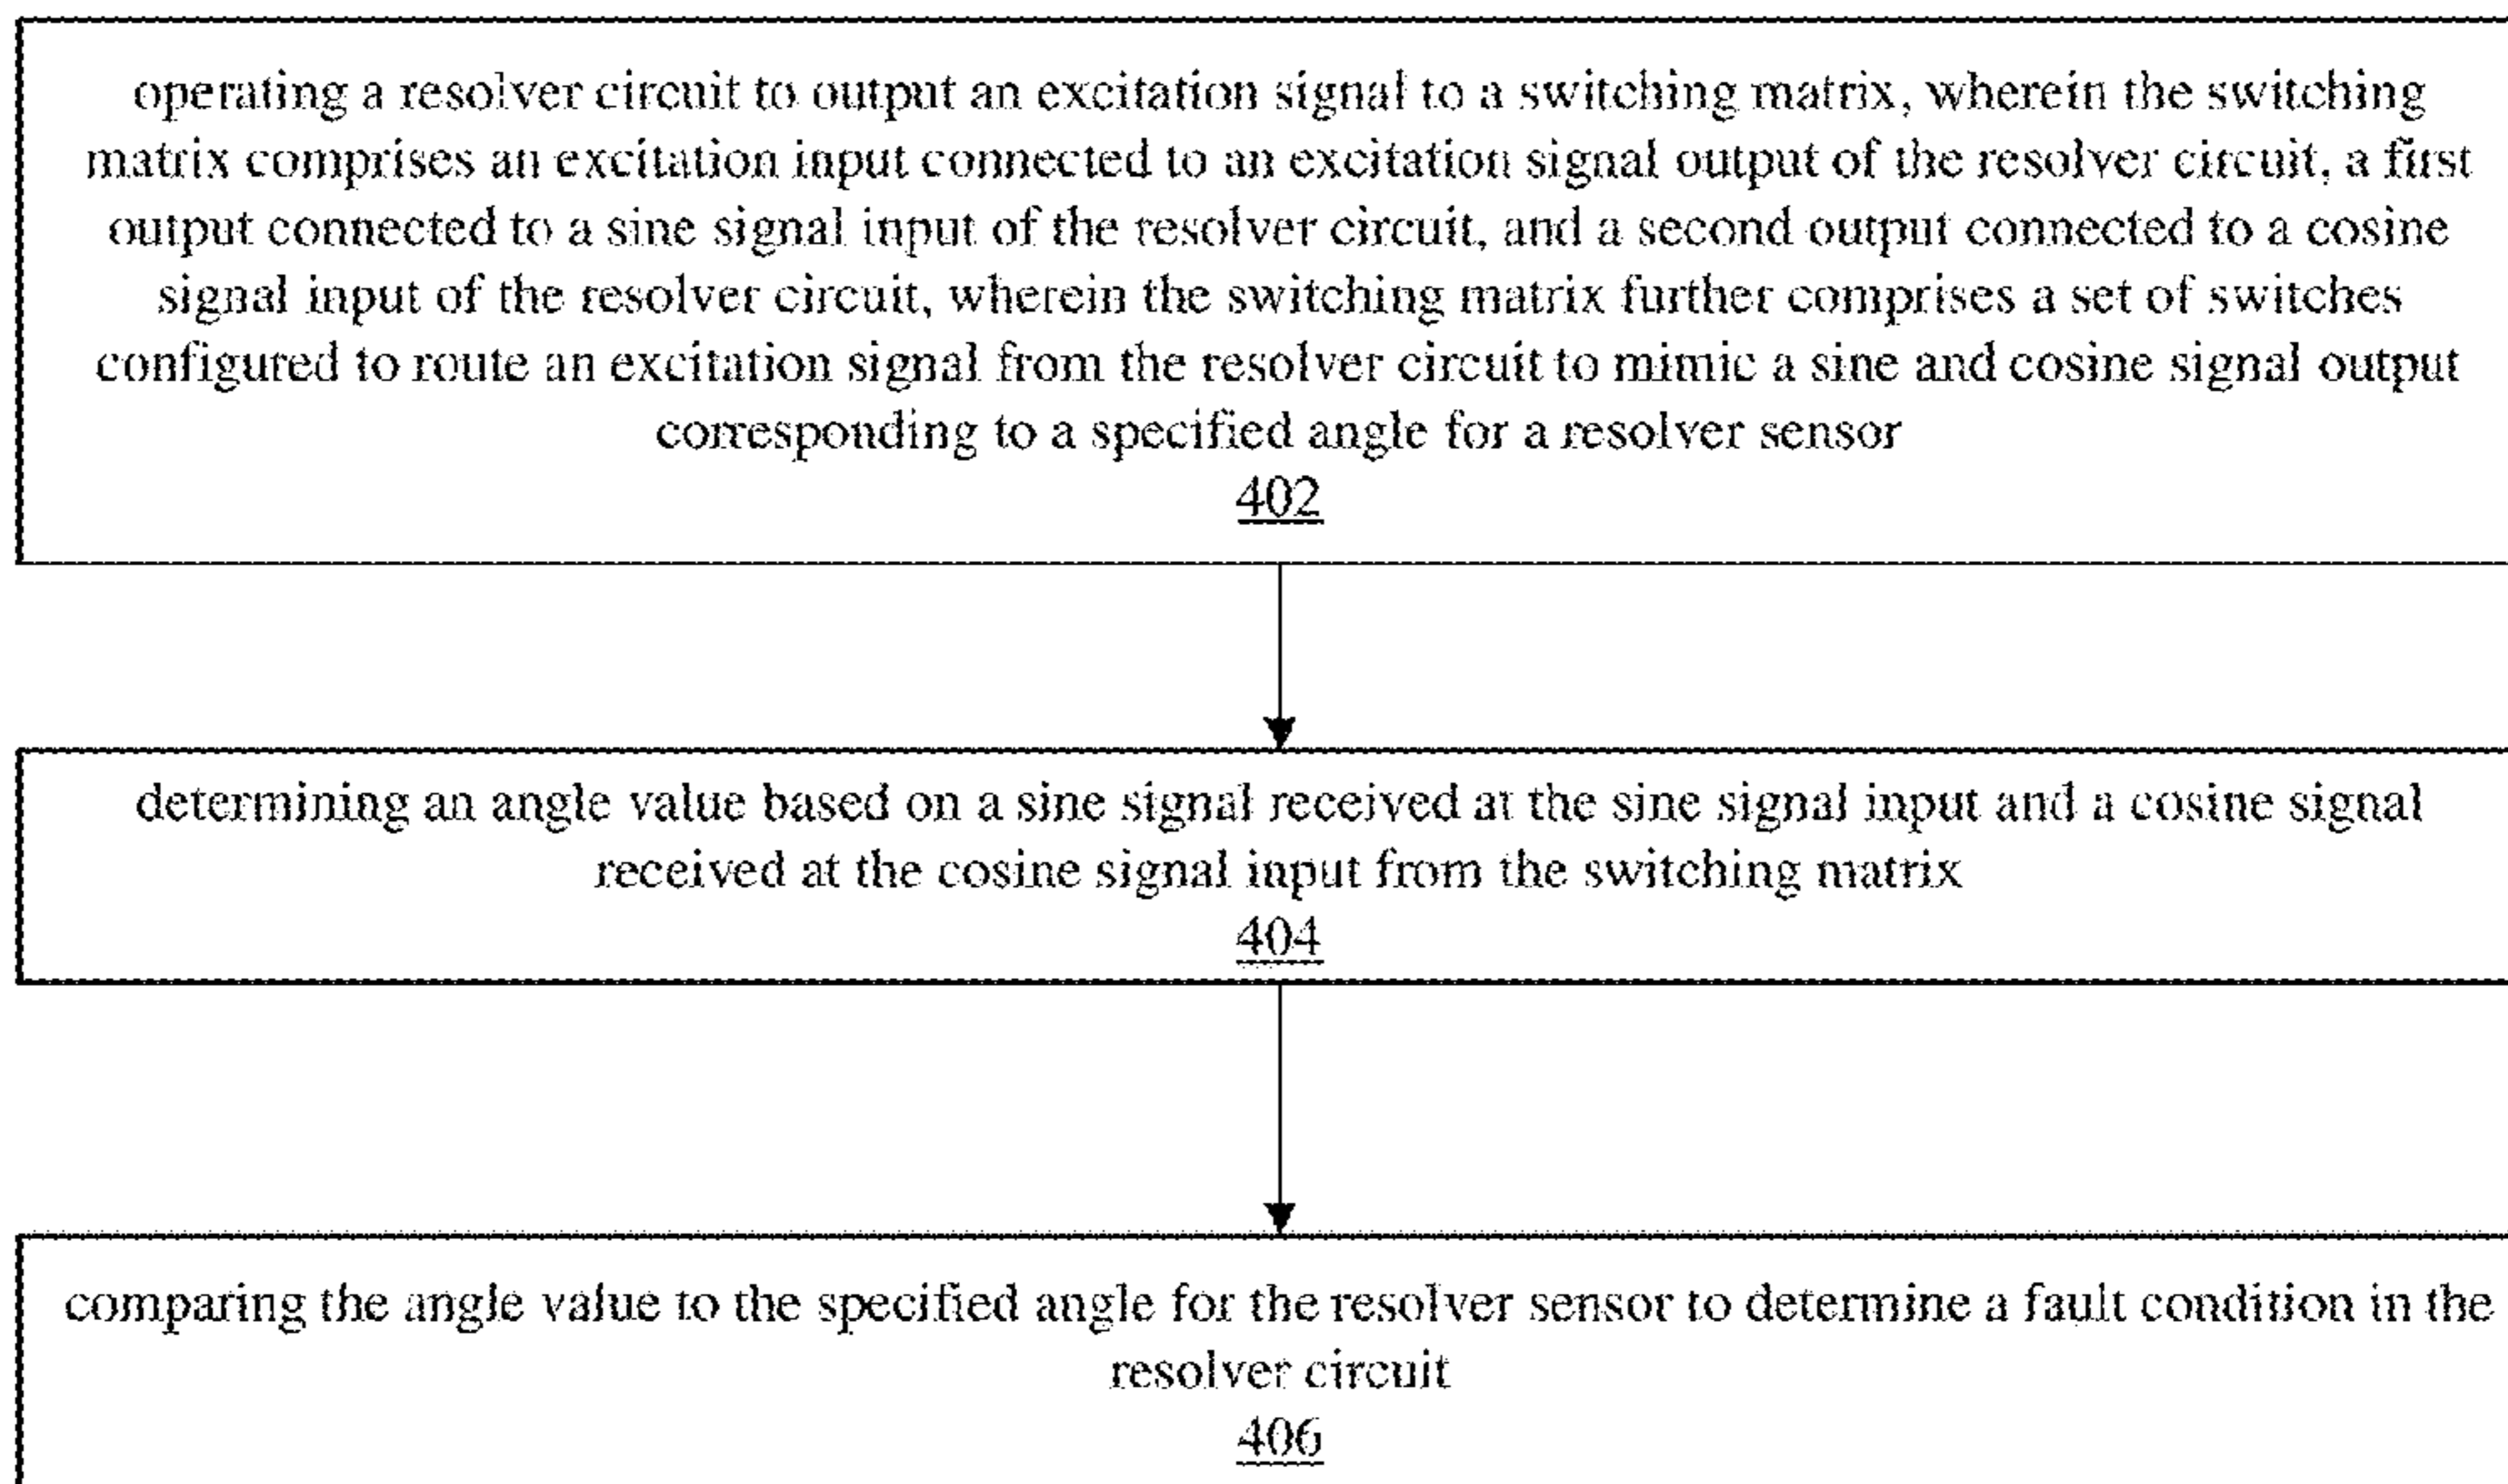 operating a resolver circuit to output an excitation signal to a switching matrix, wherein the switching
matrix comprises an excitation input connected to an excitation signal output of the resolver circuit, a first
output connected to a sine signal input of the resolver circuit, and a second output connected to a cosine
signal input of the resolver circuit, wherein the switching matrix further comprises a set of switches
configured to route an excitation signal from the resolver circuit to mimic a sine and cosine signal output
corresponding to a specified angle for a resolver sensor
402
determining an angle value based on a sine signal received at the sine signal input and a cosine signal
received at the cosine signal input from the switching matrix
404
comparing the angle value to the specified angle for the resolver sensor to determine a fault condition in the
resolver circuit
406